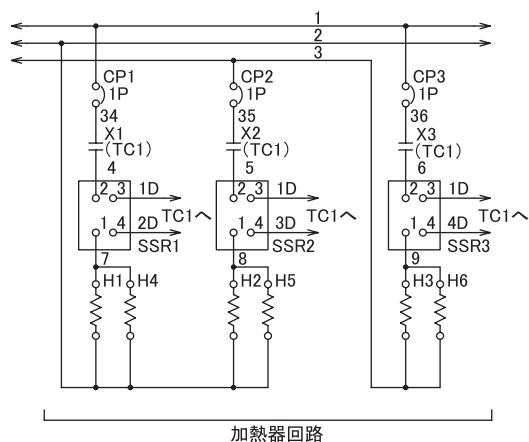 1
2
3
CP1 CP2 CP3
1P 1P 1P
34 35 36
X1 X2 X3
(TC1) (TC1) (TC1)
4 5 6
2 3 1D 2 3 1D 2 3 1D
TC1へ TC1へ TC1へ
1 4 2D 1 4 3D 1 4 4D
SSR1 SSR2 SSR3
7 8 9
H1 H4 H2 H5 H3 H6
加熱器回路